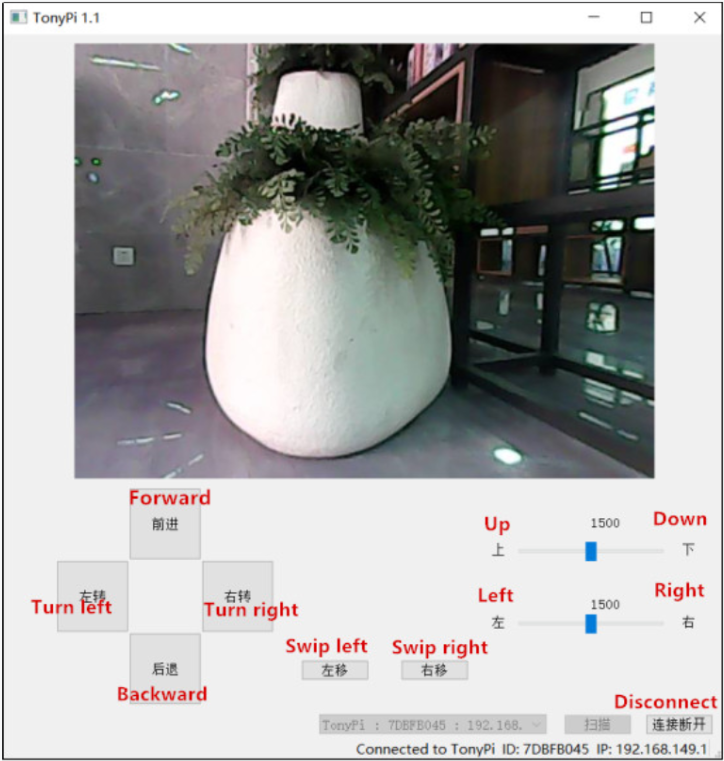 TonyPi 1.1
Forward
前进
Up
1500
Down
上
下
左转
右转
Turn left
Turn right
Left
1500
Right
左
右
Swip left
Swip right
后退
左移
右移
Backward
Disconnect
TonyPi : 7DBFB045 : 192.168.
扫描
连接断开
Connected to TonyPi ID: 7DBFB045 IP: 192.168.149.1